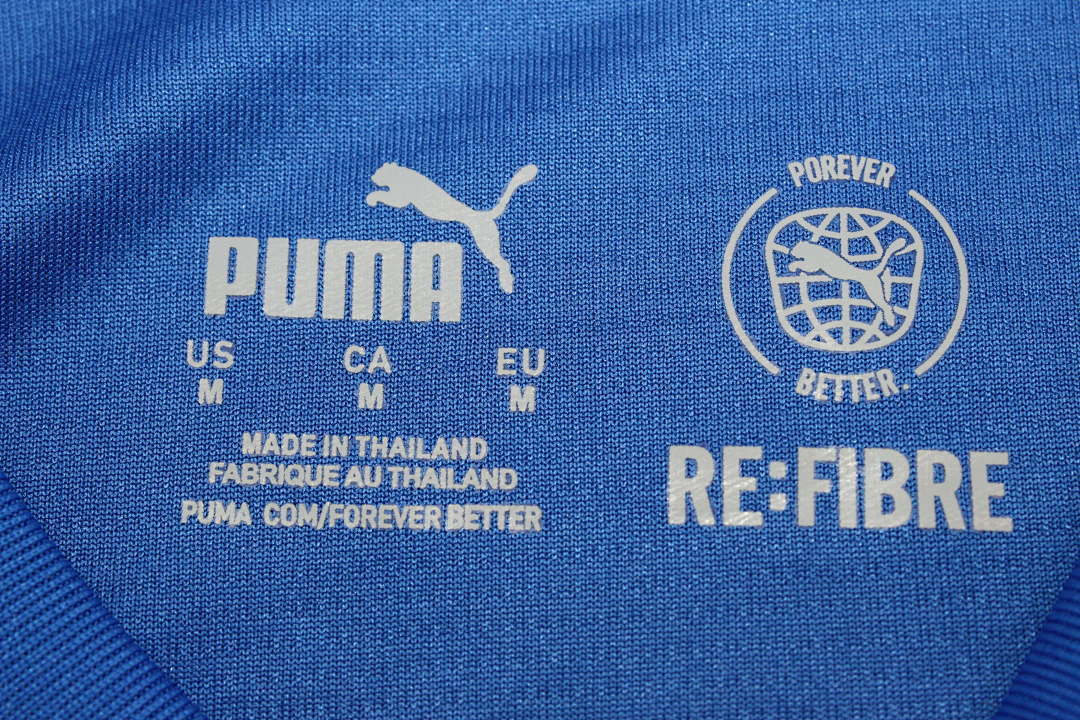 PUMA
US CA EU
M M M
MADE IN THAILAND
FABRIQUE AU THAILAND
PUMA COM/FOREVER BETTER
POREVER
BETTER.
RE:FIBRE